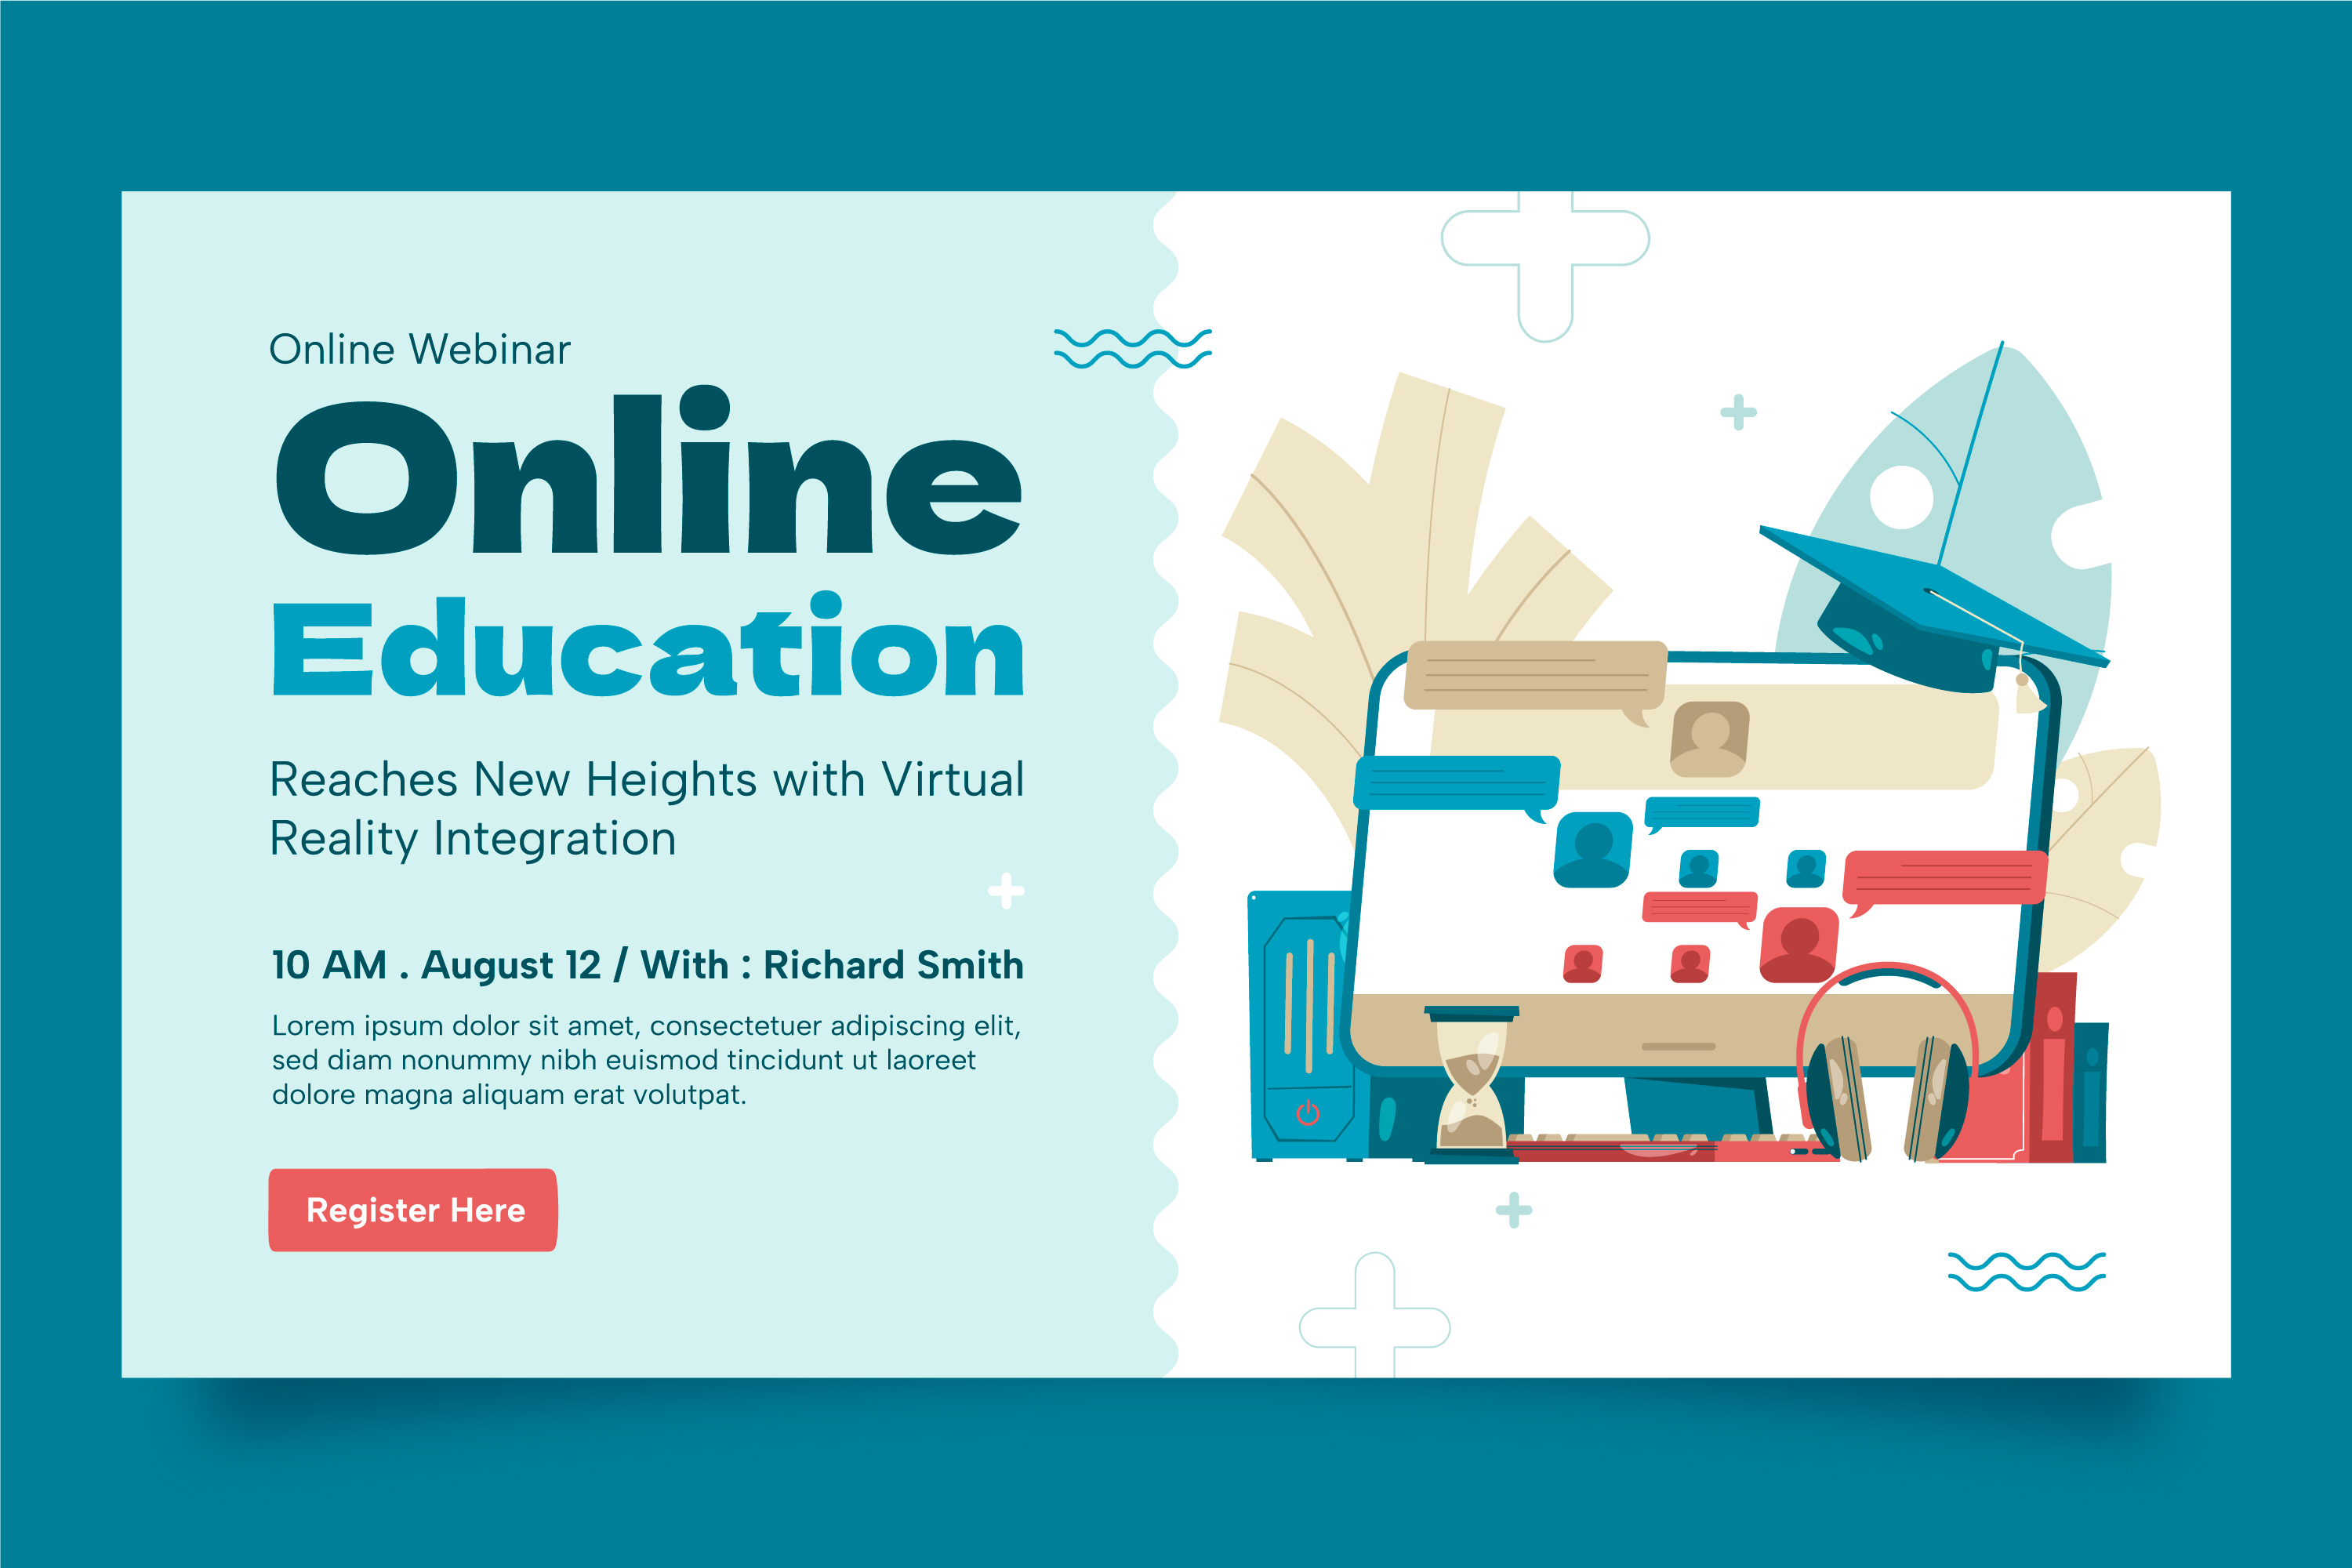 Online Webinar
Online
Education
Reaches New Heights with Virtual
Reality Integration
10 AM . August 12 / With : Richard Smith
Lorem ipsum dolor sit amet, consectetuer adipiscing elit,
sed diam nonummy nibh euismod tincidunt ut laoreet
dolore magna aliquam erat volutpat.
Register Here